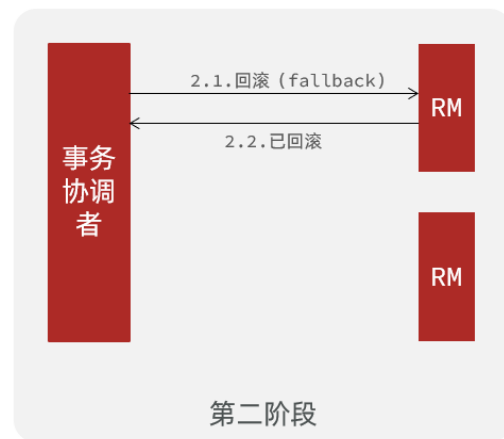 2.1.回滚(fallback)
RM
2.2.已回滚
事务
协调
者
RM
第二阶段